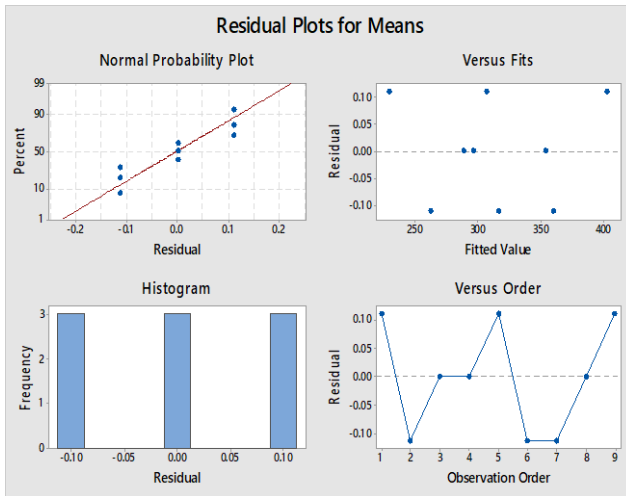 Residual Plots for Means
Normal Probability Plot
99
90
50
10
1
Percent
-0.2 -0.1 0.0 0.1 0.2
Residual
Versus Fits
0.10
0.05
0.00
-0.05
-0.10
Residual
250 300 350 400
Fitted Value
Histogram
3
2
1
0
Frequency
-0.10 -0.05 0.00 0.05 0.10
Residual
Versus Order
0.10
0.05
0.00
-0.05
-0.10
Residual
1 2 3 4 5 6 7 8 9
Observation Order